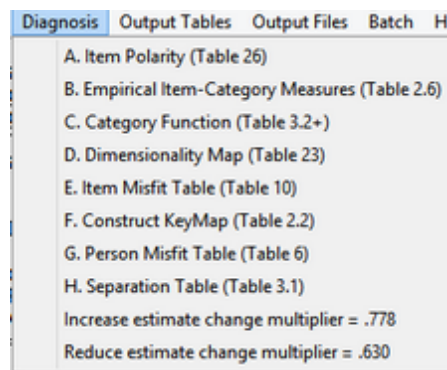 Diagnosis Output Tables Output Files Batch H
A. Item Polarity (Table 26)
B. Empirical Item-Category Measures (Table 2.6)
C. Category Function (Table 3.2+)
D. Dimensionality Map (Table 23)
E. Item Misfit Table (Table 10)
F. Construct KeyMap (Table 2.2)
G. Person Misfit Table (Table 6)
H. Separation Table (Table 3.1)
Increase estimate change multiplier = .778
Reduce estimate change multiplier = .630